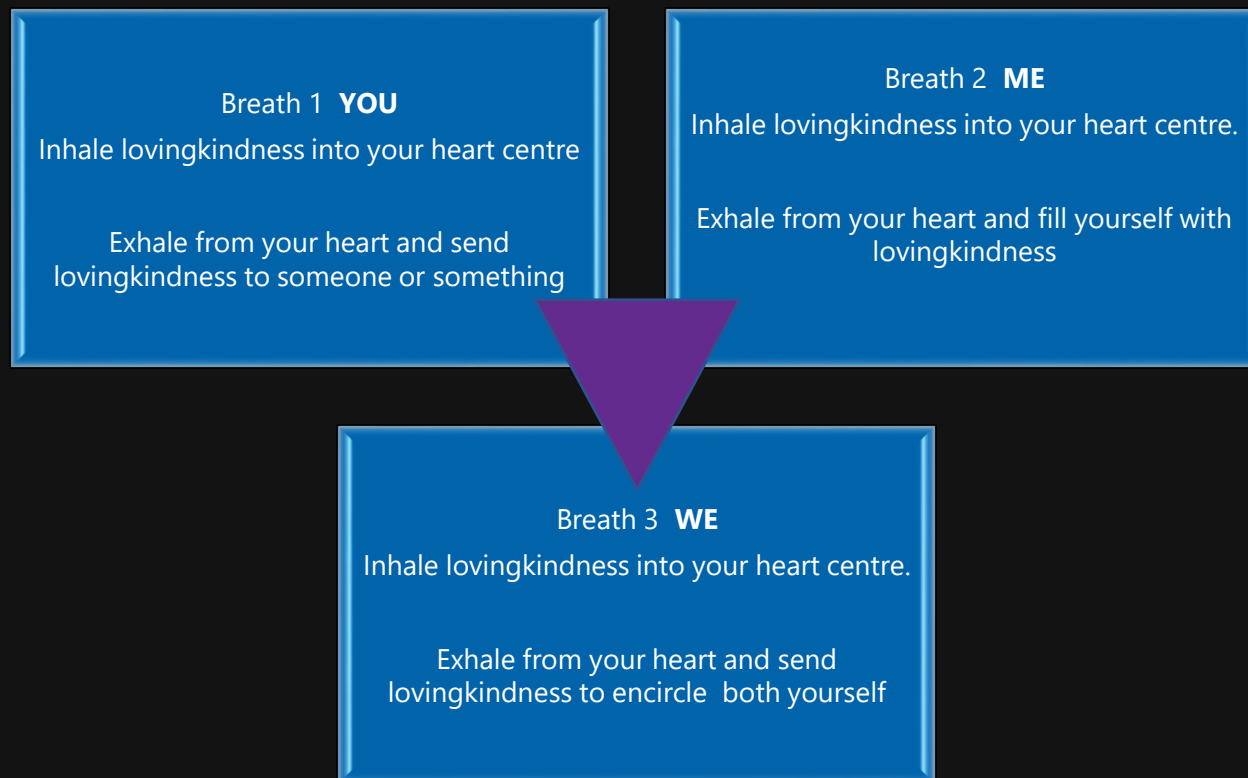 Breath 1  YOU
Inhale lovingkindness into your heart centre
Exhale from your heart and send
lovingkindness to someone or something
Breath 2  ME
Inhale lovingkindness into your heart centre.
Exhale from your heart and fill yourself with
lovingkindness
Breath 3  WE
Inhale lovingkindness into your heart centre.
Exhale from your heart and send
lovingkindness to encircle  both yourself